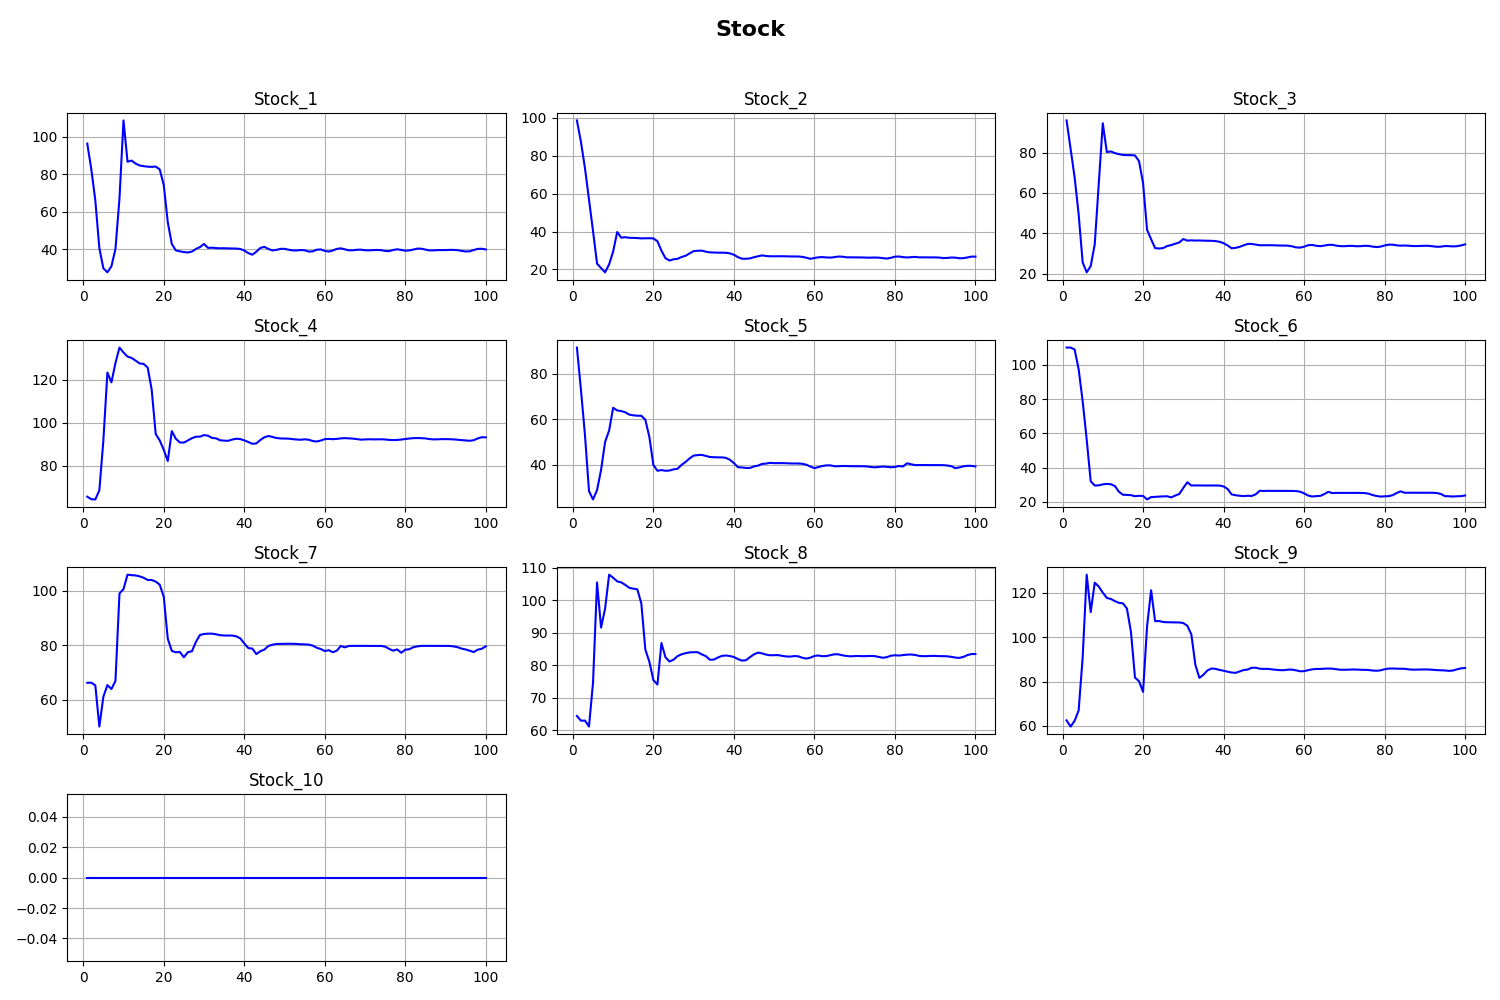 Stock
Stock_1 Stock_2 Stock_3
100 80 60 40
100 80 60 40 20
80 60 40 20
0 20 40 60 80 100 0 20 40 60 80 100 0 20 40 60 80 100
Stock_4 Stock_5 Stock_6
120 100 80
80 60 40
100 80 60 40 20
0 20 40 60 80 100 0 20 40 60 80 100 0 20 40 60 80 100
Stock_7 Stock_8 Stock_9
100 80 60
110 100 90 80 70 60
120 100 80 60
0 20 40 60 80 100 0 20 40 60 80 100 0 20 40 60 80 100
Stock_10
0.04
0.02
0.00
−0.02
−0.04
0 20 40 60 80 100